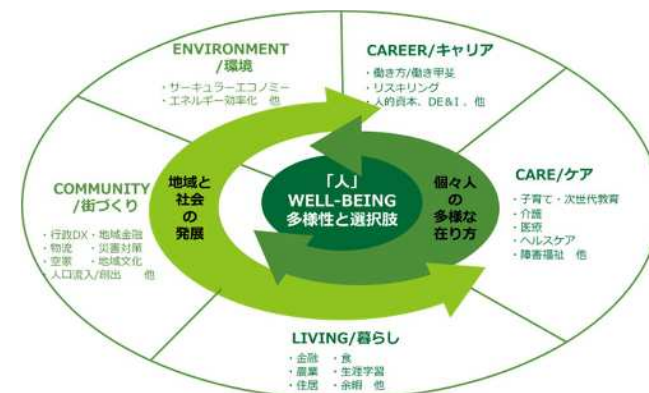 ENVIRONMENT
/環境
・サーキュラーエコノミー
・エネルギー効率化 他
CAREER/キャリア
・働き方/働き甲斐
・リスキリング
・人的資本、DE&I 、他
COMMUNITY
/街づくり
・行政DX ・地域金融
・物流 ・災害対策
・空家 ・地域文化
・人口流入/創出 他
地域と
社会
の
発展
「人」
WELL-BEING
多様性と選択肢
個々人
の
多様な
在り方
CARE/ケア
・子育て・次世代教育
・介護
・医療
・ヘルスケア
・障害福祉 他
LIVING/暮らし
・金融 ・食
・農業 ・生涯学習
・住居 ・余暇 他